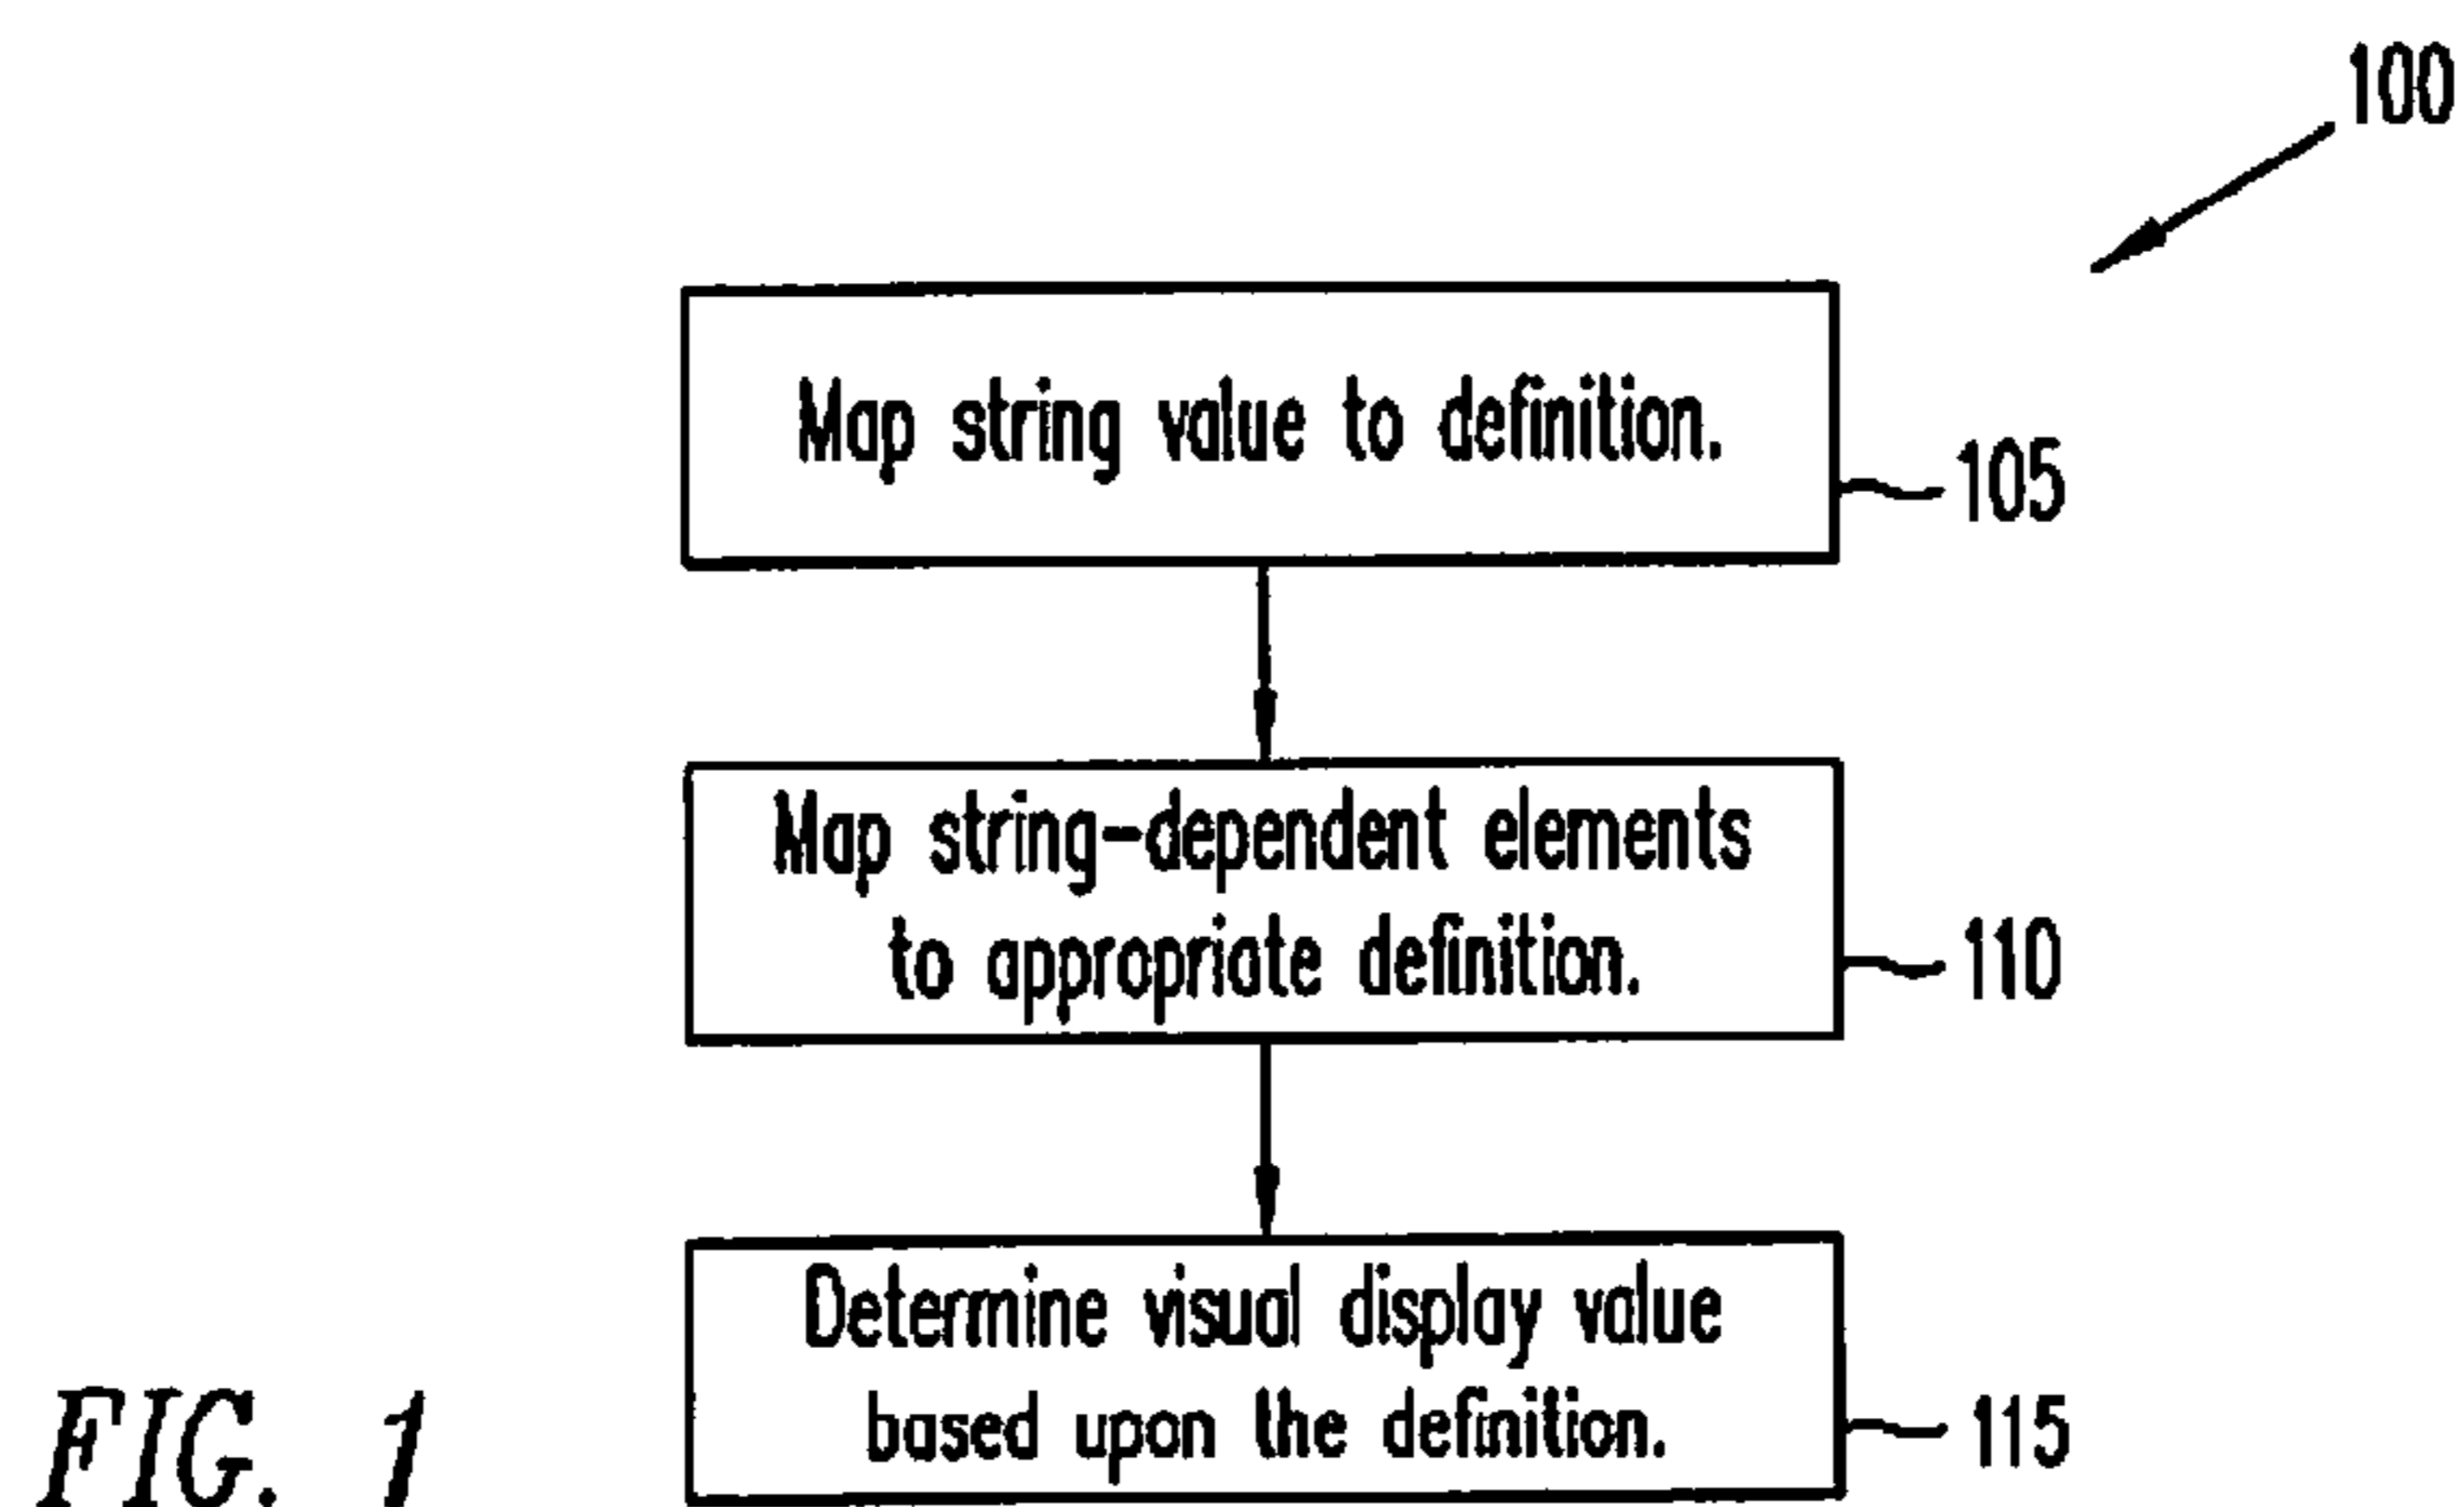 100
Map string value to definition.
105
Map string-dependent elements
to appropriate definition.
110
Determine visual display value
based upon the definition.
115
FIG. 1